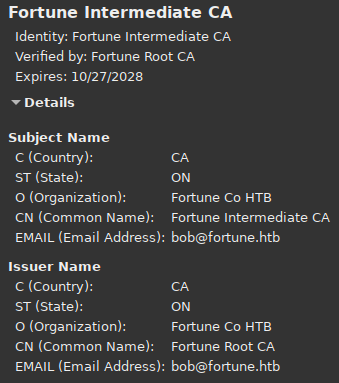 Fortune Intermediate CA
Identity: Fortune Intermediate CA
Verified by: Fortune Root CA
Expires: 10/27/2028
Details
Subject Name
C (Country): CA
ST (State): ON
O (Organization): Fortune Co HTB
CN (Common Name): Fortune Intermediate CA
EMAIL (Email Address): bob@fortune.htb
Issuer Name
C (Country): CA
ST (State): ON
O (Organization): Fortune Co HTB
CN (Common Name): Fortune Root CA
EMAIL (Email Address): bob@fortune.htb